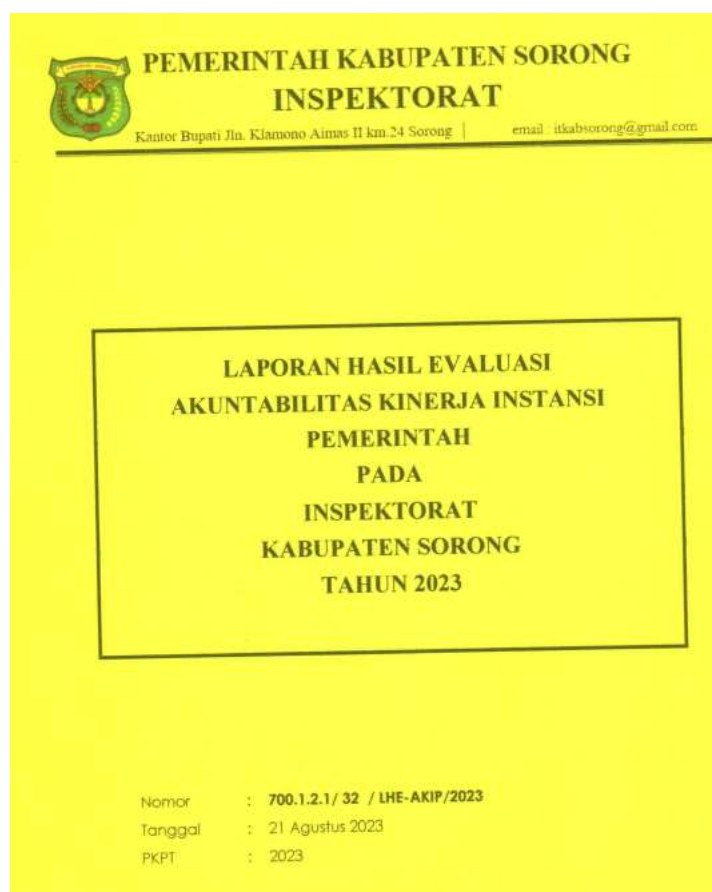 PEMERINTAH KABUPATEN SORONG
INSPEKTORAT
Kantor Bupati Jln. Klamono Aimas II km.24 Sorong | email : itkabsorong@gmail.com
LAPORAN HASIL EVALUASI
AKUNTABILITAS KINERJA INSTANSI
PEMERINTAH
PADA
INSPEKTORAT
KABUPATEN SORONG
TAHUN 2023
Nomor : 700.1.2.1/ 32 / LHE-AKIP/2023
Tanggal : 21 Agustus 2023
PKPT : 2023